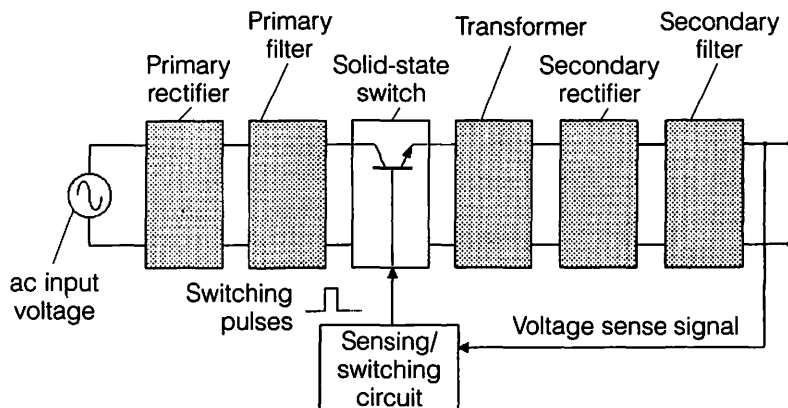 Primary
rectifier
Primary
filter
Solid-state
switch
Transformer
Secondary
rectifier
Secondary
filter
ac input
voltage
Switching
pulses
Sensing/
switching
circuit
Voltage sense signal